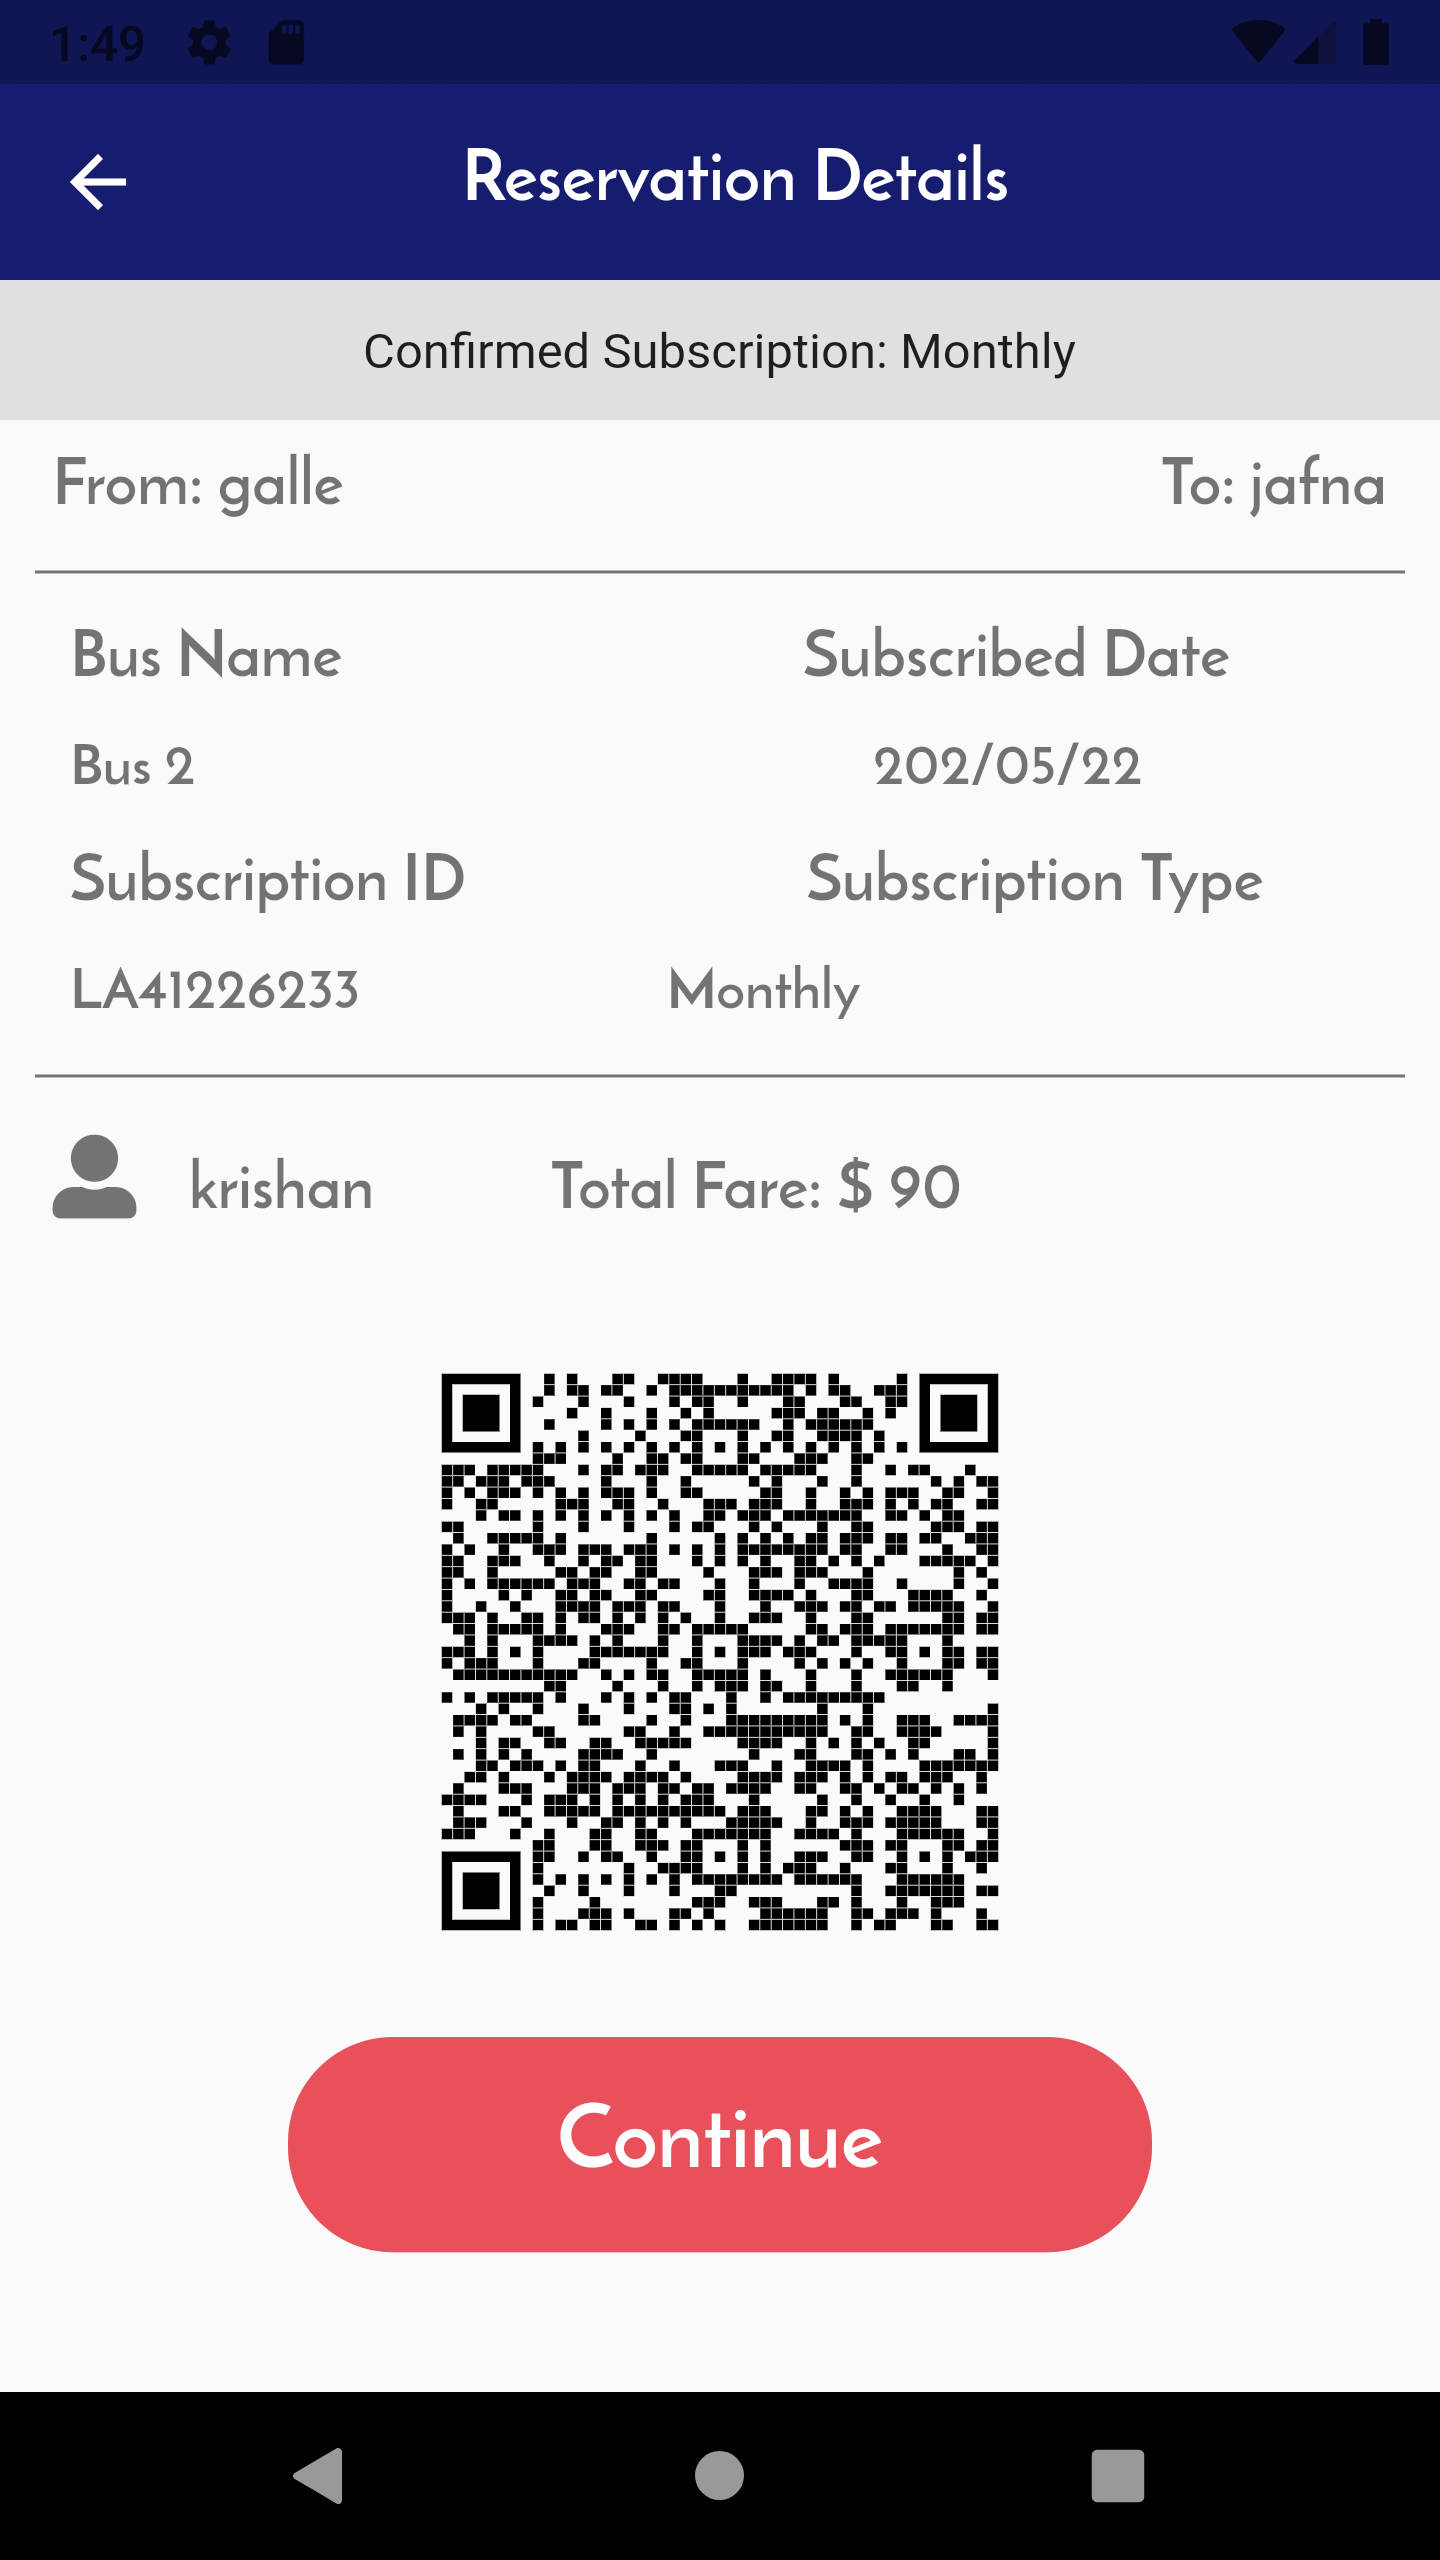 1:49
Reservation Details
Confirmed Subscription: Monthly
From: galle To: jafna
Bus Name Subscribed Date
Bus 2 202/05/22
Subscription ID Subscription Type
LA41226233 Monthly
krishan Total Fare: $ 90
Continue